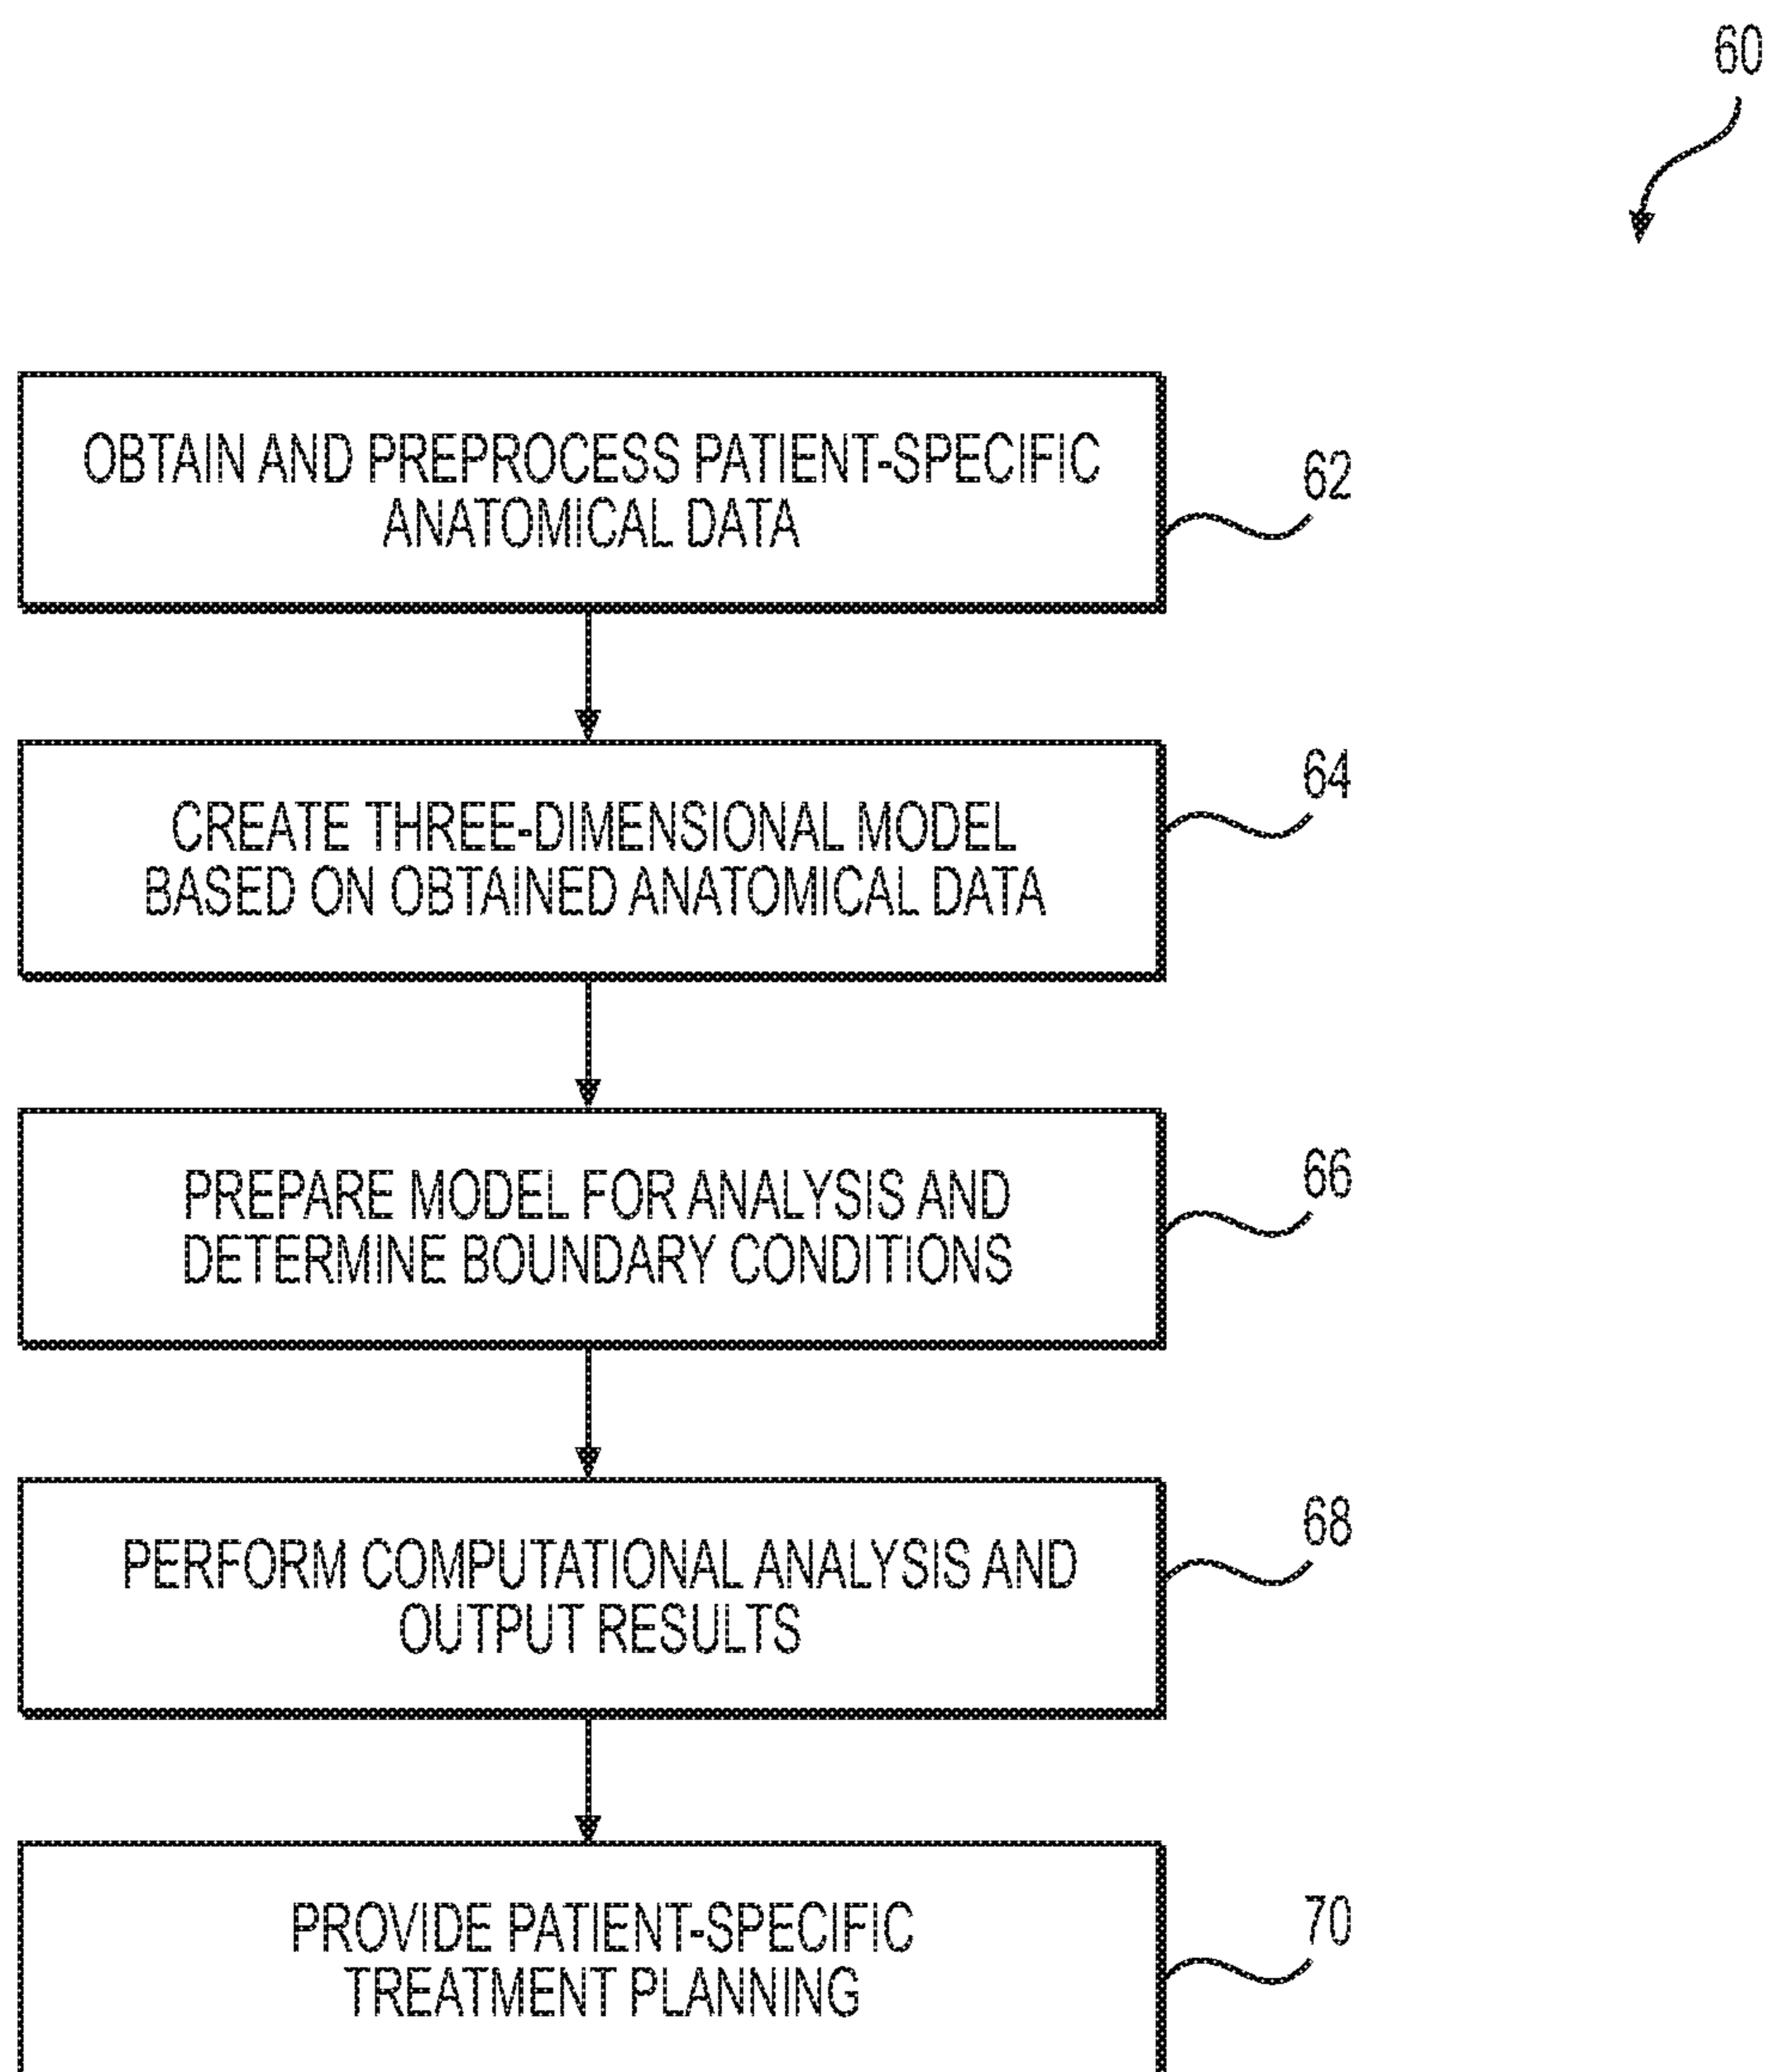 60
OBTAIN AND PREPROCESS PATIENT-SPECIFIC
ANATOMICAL DATA
62
CREATE THREE-DIMENSIONAL MODEL
BASED ON OBTAINED ANATOMICAL DATA
64
PREPARE MODEL FOR ANALYSIS AND
DETERMINE BOUNDARY CONDITIONS
66
PERFORM COMPUTATIONAL ANALYSIS AND
OUTPUT RESULTS
68
PROVIDE PATIENT-SPECIFIC
TREATMENT PLANNING
70